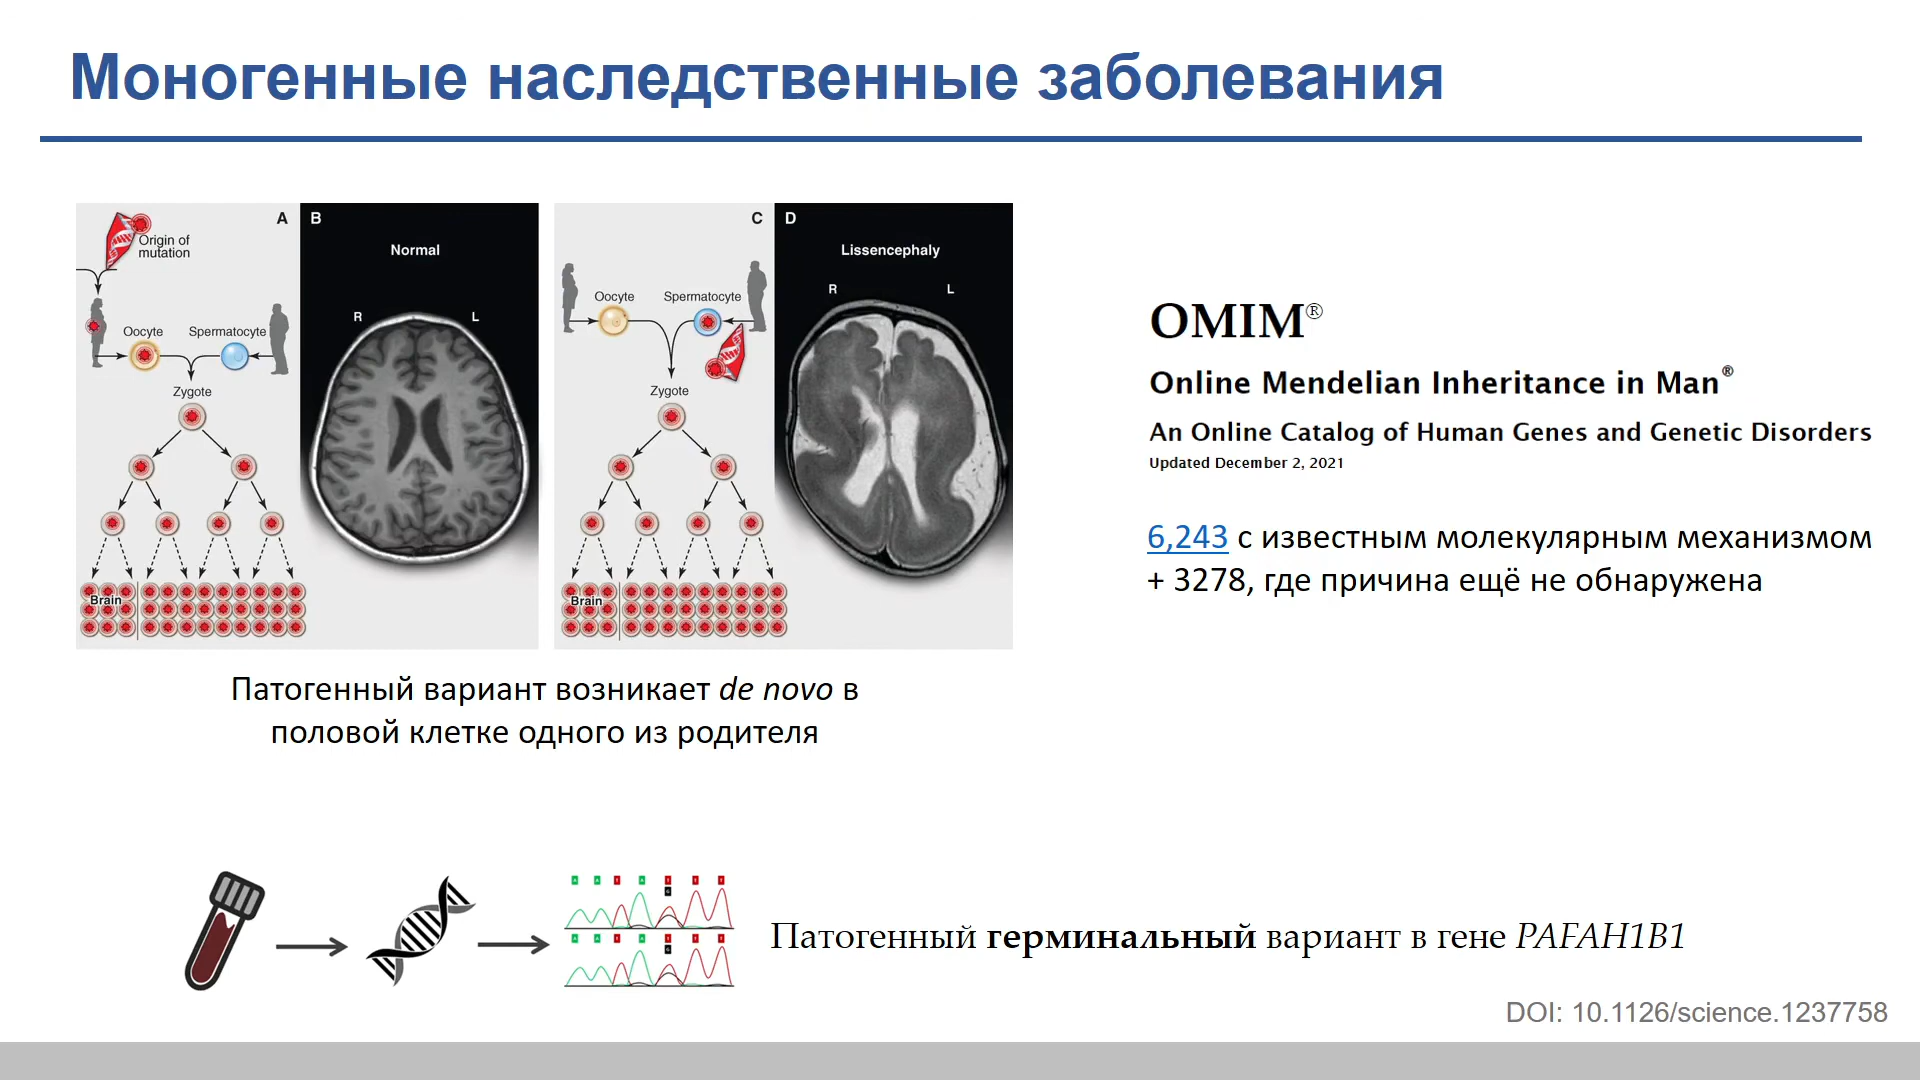 Моногенные наследственные заболевания
A
Origin of
mutation
Oocyte
Spermatocyte
Zygote
Brain
B
Normal
R
L
C
Oocyte
Spermatocyte
Zygote
Brain
D
Lissencephaly
R
L
OMIM®
Online Mendelian Inheritance in Man®
An Online Catalog of Human Genes and Genetic Disorders
Updated December 2, 2021
6,243 с известным молекулярным механизмом
+ 3278, где причина ещё не обнаружена
Патогенный вариант возникает de novo в
половой клетке одного из родителя
Патогенный герминальный вариант в гене PAFAH1B1
DOI: 10.1126/science.1237758